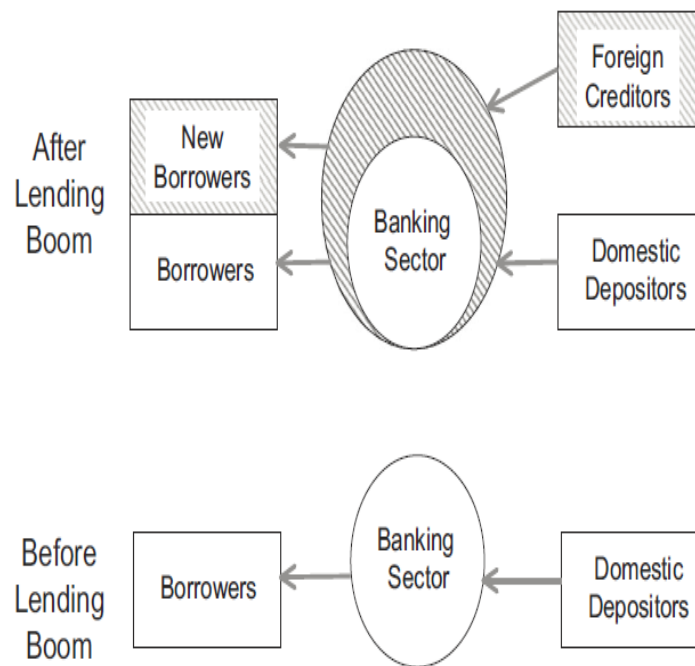 After
Lending
Boom
New
Borrowers
Borrowers
Banking
Sector
Foreign
Creditors
Domestic
Depositors
Before
Lending
Boom
Borrowers
Banking
Sector
Domestic
Depositors